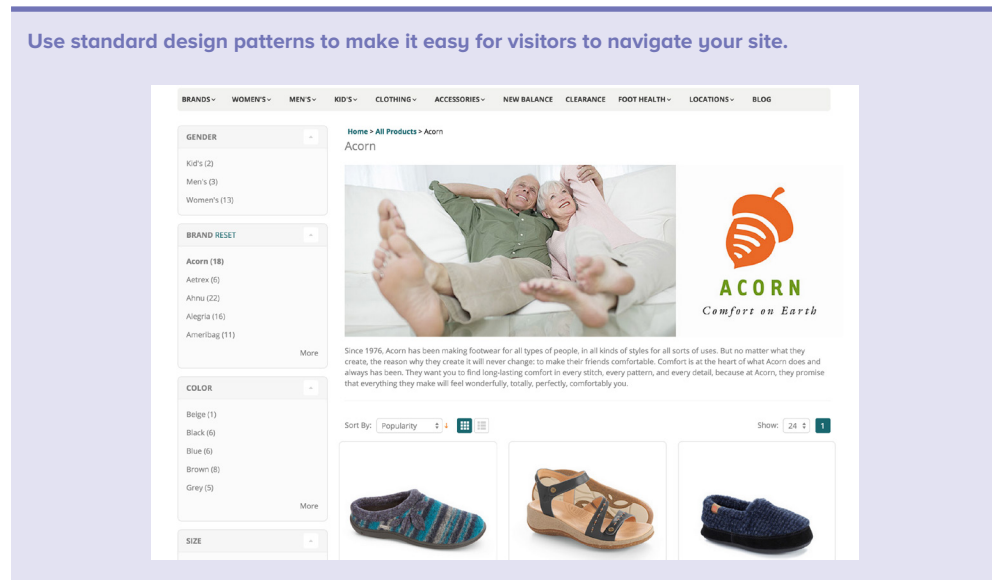 Use standard design patterns to make it easy for visitors to navigate your site.
BRANDS WOMEN'S MEN'S KID'S CLOTHING ACCESSORIES NEW BALANCE CLEARANCE FOOT HEALTH LOCATIONS BLOG
GENDER
Kid's (2)
Men's (3)
Women's (13)
BRAND RESET
Acorn (18)
Aetrex (6)
Ahnu (22)
Alegria (16)
Ameribag (11)
More
COLOR
Beige (1)
Black (6)
Blue (6)
Brown (8)
Grey (5)
More
SIZE
Home > All Products > Acorn
Acorn
ACORN
Comfort on Earth
Since 1976, Acorn has been making footwear for all types of people, in all kinds of styles for all sorts of uses. But no matter what they
create, the reason why they create it will never change: to make their friends comfortable. Comfort is at the heart of what Acorn does and
always has been. They want you to find long-lasting comfort in every stitch, every pattern, and every detail, because at Acorn, they promise
that everything they make will feel wonderfully, totally, perfectly, comfortably you.
Sort By: Popularity Show: 24 1